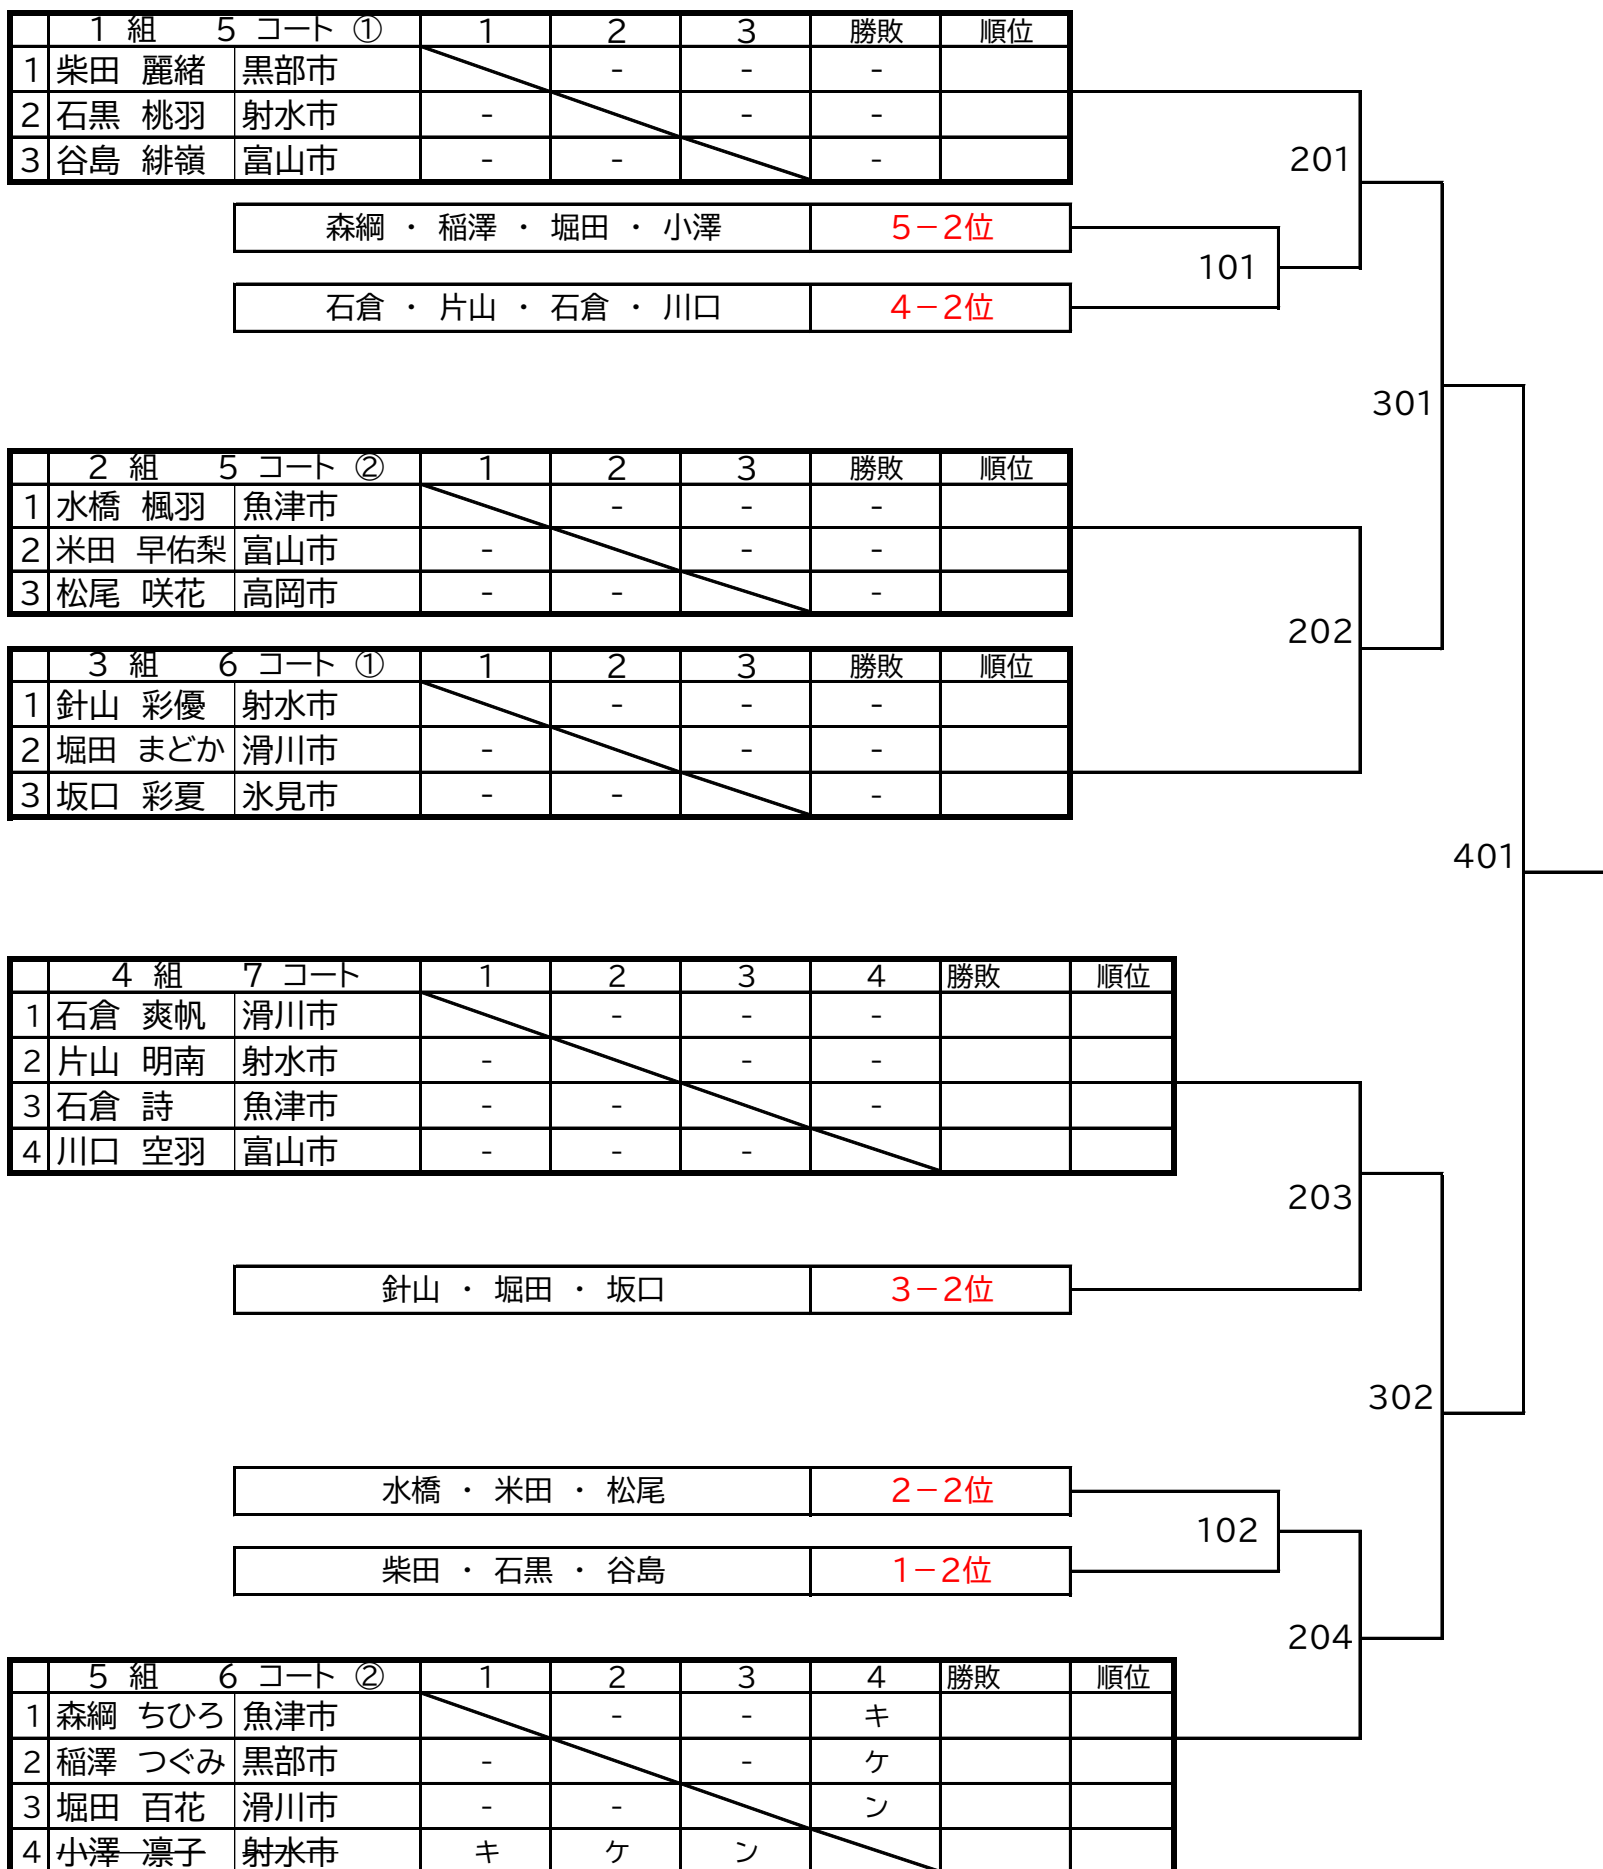 １ 組 ５ コート ① 1 2 3 勝敗 順位
1 柴田 麗緒 黒部市 - - -
2 石黒 桃羽 射水市 - - -
3 谷島 緋嶺 富山市 - - -
201
森綱 ・ 稲澤 ・ 堀田 ・ 小澤 5－2位
101
石倉 ・ 片山 ・ 石倉 ・ 川口 4－2位
301
２ 組 ５ コート ② 1 2 3 勝敗 順位
1 水橋 楓羽 魚津市 - - -
2 米田 早佑梨 富山市 - - -
3 松尾 咲花 高岡市 - - -
202
３ 組 ６ コート ① 1 2 3 勝敗 順位
1 針山 彩優 射水市 - - -
2 堀田 まどか 滑川市 - - -
3 坂口 彩夏 氷見市 - - -
401
４ 組 ７ コート 1 2 3 4 勝敗 順位
1 石倉 爽帆 滑川市 - - -
2 片山 明南 射水市 - - -
3 石倉 詩 魚津市 - - -
4 川口 空羽 富山市 - - -
203
針山 ・ 堀田 ・ 坂口 3－2位
302
水橋 ・ 米田 ・ 松尾 2－2位
102
柴田 ・ 石黒 ・ 谷島 1－2位
204
５ 組 ６ コート ② 1 2 3 4 勝敗 順位
1 森綱 ちひろ 魚津市 - - キ
2 稲澤 つぐみ 黒部市 - - ケ
3 堀田 百花 滑川市 - - ン
4 小澤 凛子 射水市 キ ケ ン